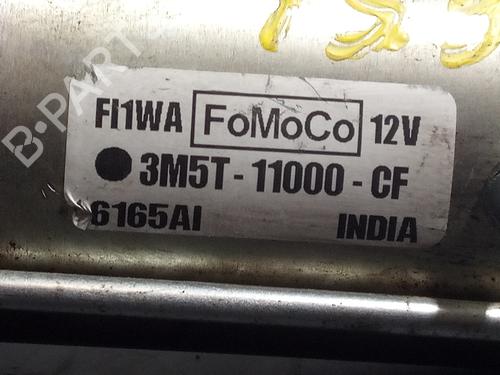 B-PARTS
FI1WA FoMoCo 12V
3M5T-11000-CF
6165AI INDIA